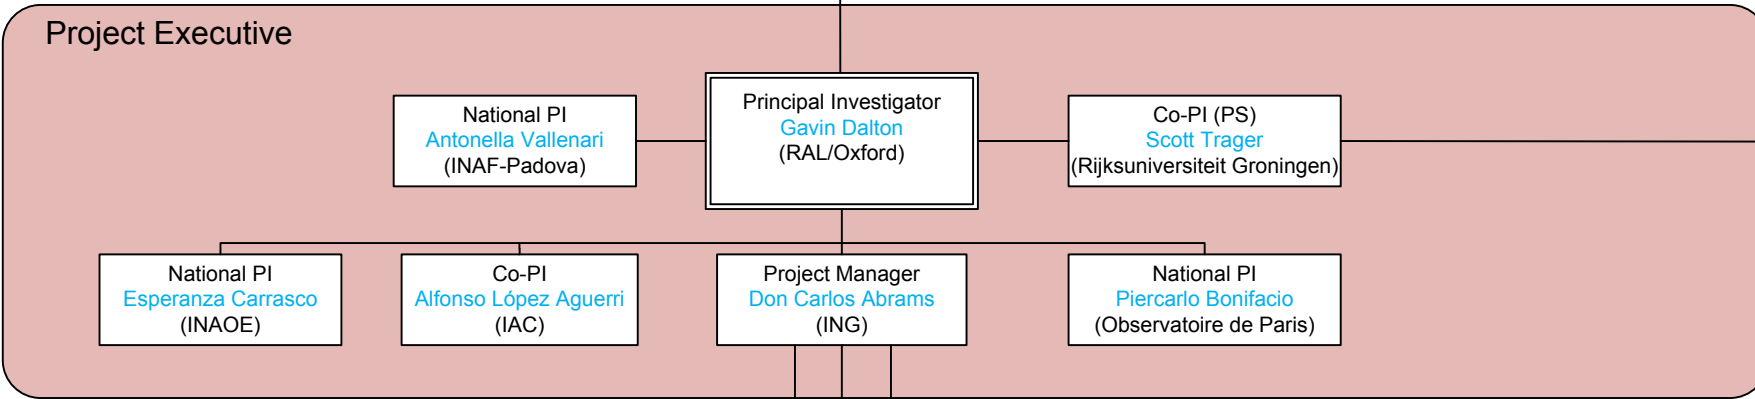 Project Executive
National PI
Antonella Vallenari
(INAF-Padova)
Principal Investigator
Gavin Dalton
(RAL/Oxford)
Co-PI (PS)
Scott Trager
(Rijksuniversiteit Groningen)
National PI
Esperanza Carrasco
(INAOE)
Co-PI
Alfonso López Aguerri
(IAC)
Project Manager
Don Carlos Abrams
(ING)
National PI
Piercarlo Bonifacio
(Observatoire de Paris)